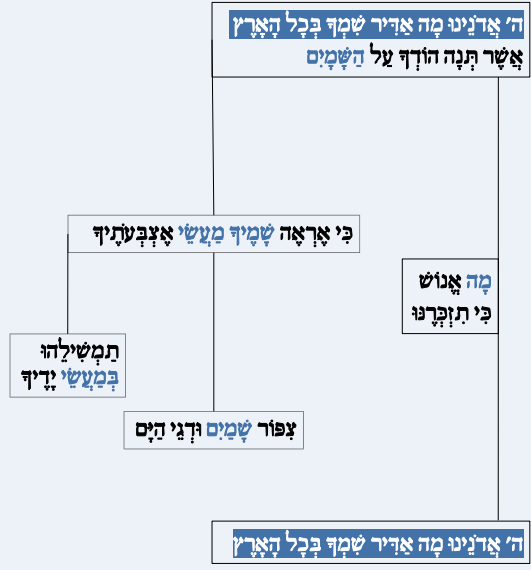 ה' אֲדֹנֵינוּ מָה אַדִּיר שִׁמְךָ בְּכָל הָאָרֶץ
אֲשֶׁר תְּנָה הוֹדְךָ עַל הַשָּׁמָיִם
כִּי אֶרְאֶה שָׁמֶיךָ מַעֲשֵׂי אֶצְבְּעֹתֶיךָ
מָה אֱנוֹשׁ
כִּי תִזְכְּרֶנּוּ
תַּמְשִׁילֵהוּ
בְּמַעֲשֵׂי יָדֶיךָ
צִפּוֹר שָׁמַיִם וּדְגֵי הַיָּם
ה' אֲדֹנֵינוּ מָה אַדִּיר שִׁמְךָ בְּכָל הָאָרֶץ